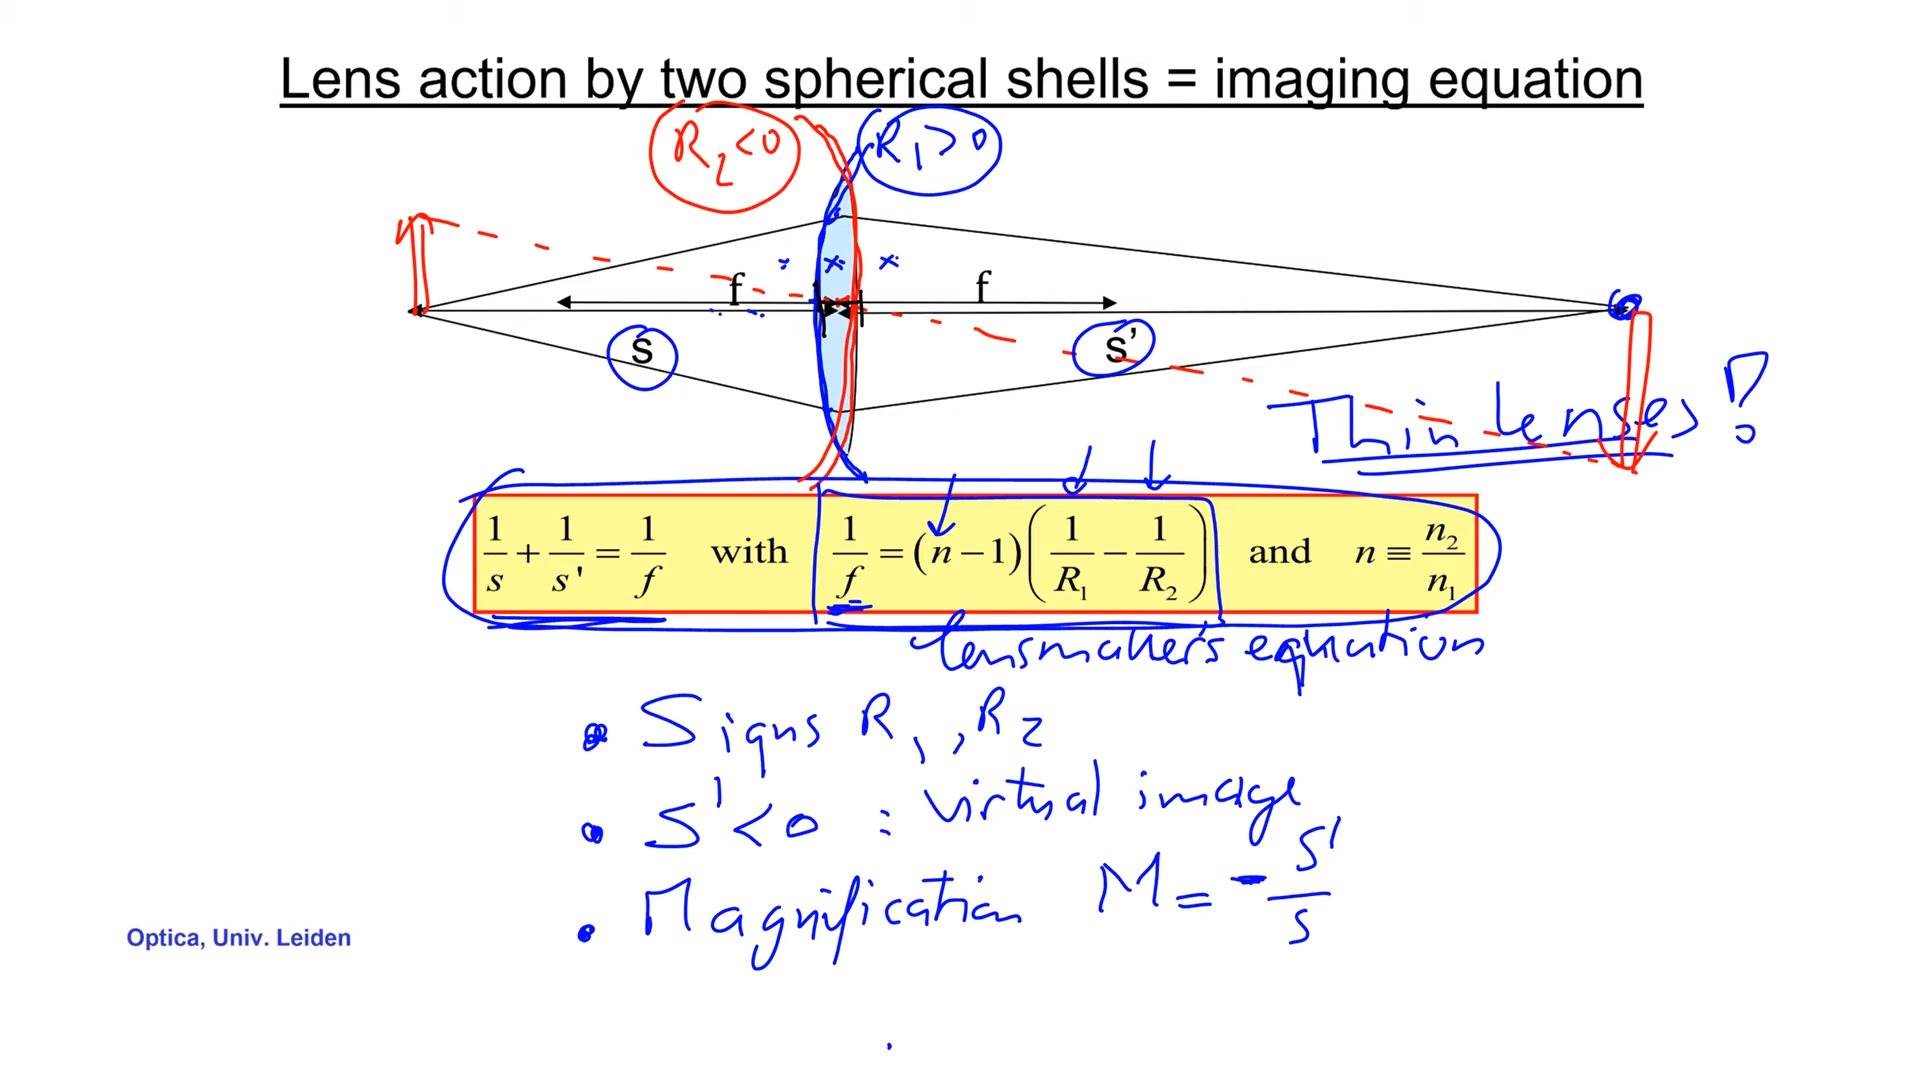 Lens action by two spherical shells = imaging equation
R₂<0 R₁>0
f f
s s'
Thin lenses !
1/s + 1/s' = 1/f with 1/f = (n − 1)(1/R₁ − 1/R₂) and n ≡ n₂/n₁
lensmaker's equation
• Signs R₁, R₂
• S' < 0 : virtual image
• Magnification M = - S'/S
Optica, Univ. Leiden